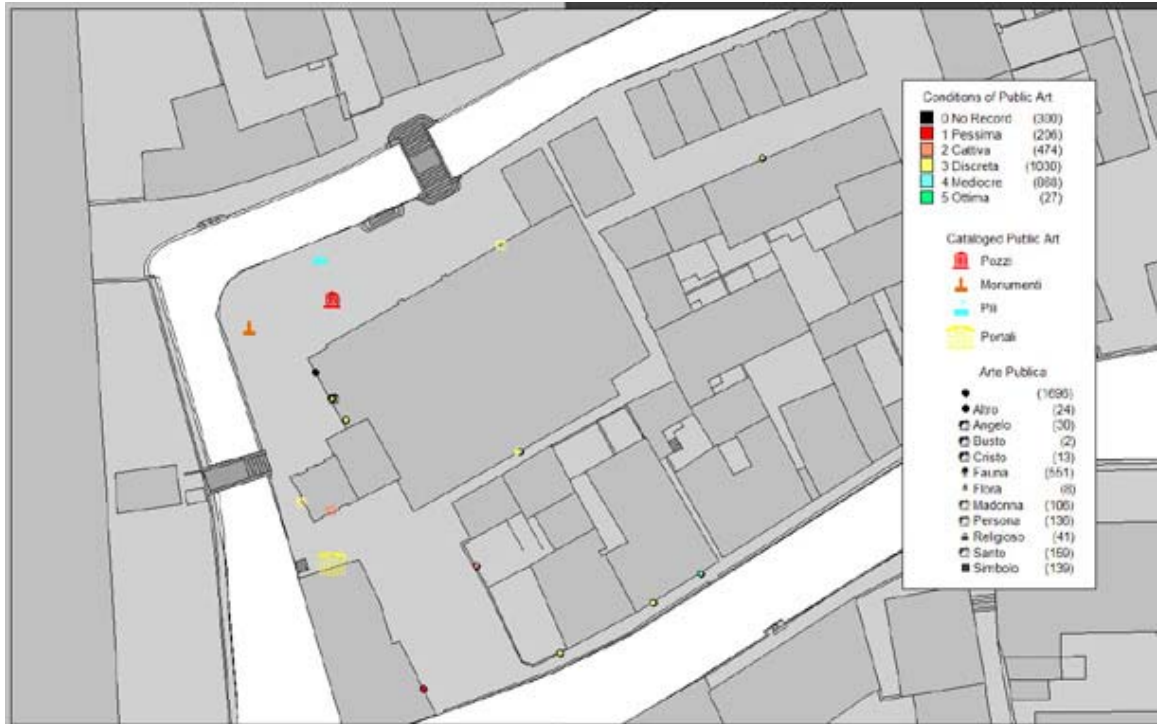 Conditions of Public Art
0 No Record (300)
1 Pessima (206)
2 Cattiva (474)
3 Discreta (1030)
4 Mediocre (868)
5 Ottima (27)
Cataloged Public Art
Pozzi
Monumenti
Pili
Portali
Arte Publica
(1696)
Altro (24)
Angelo (30)
Busto (2)
Cristo (13)
Fauna (551)
Flora (8)
Madonna (106)
Persona (136)
Religioso (41)
Santo (159)
Simbolo (139)